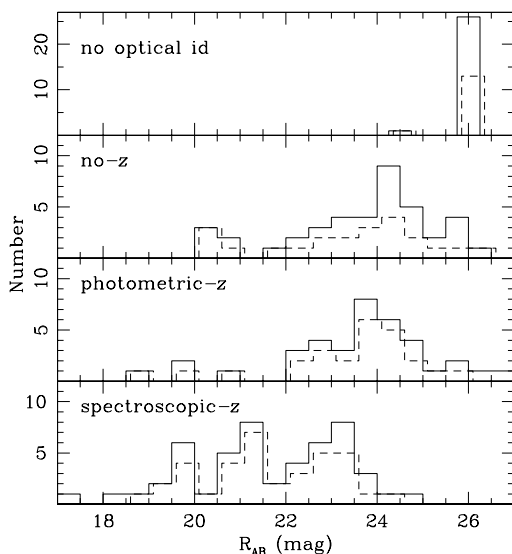 20
no optical id
10
10
no-z
5
Number
10
photometric-z
5
10
spectroscopic-z
5
18 20 22 24 26
R_AB (mag)